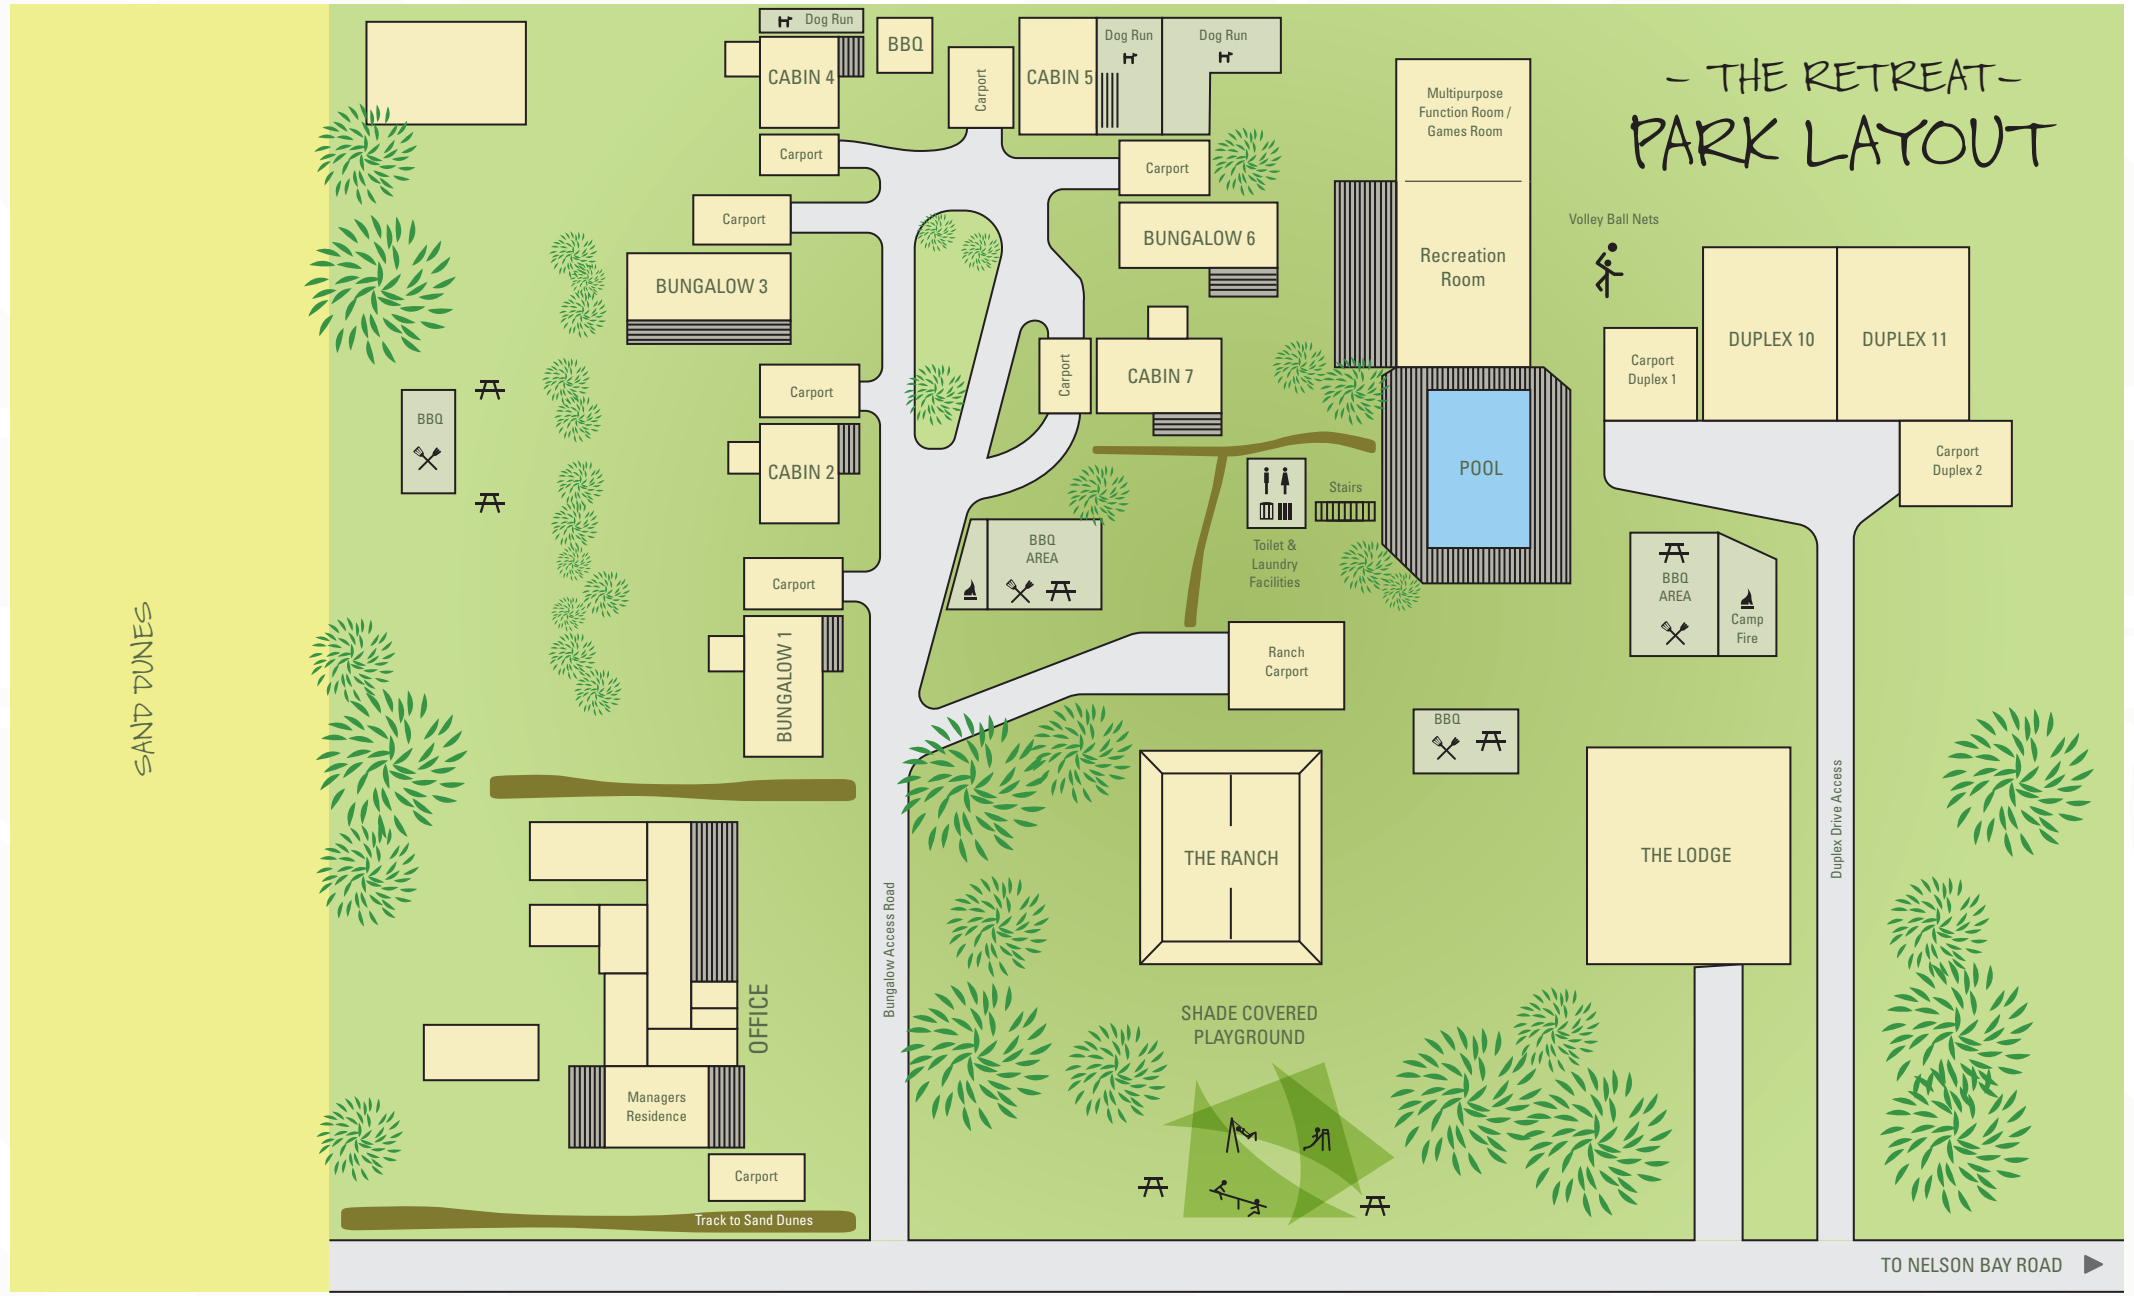 - THE RETREAT -
PARK LAYOUT
Dog Run
CABIN 4
BBQ
Carport
CABIN 5
Dog Run
Dog Run
Carport
Carport
Carport
BUNGALOW 3
BUNGALOW 6
Multipurpose
Function Room /
Games Room
Recreation
Room
Volley Ball Nets
DUPLEX 10
DUPLEX 11
Carport
Duplex 1
Carport
Duplex 2
Carport
CABIN 7
Carport
CABIN 2
BBQ
POOL
Stairs
Toilet &
Laundry
Facilities
BBQ
AREA
Carport
BUNGALOW 1
BBQ
AREA
Camp
Fire
Ranch
Carport
BBQ
SAND DUNES
THE RANCH
THE LODGE
Duplex Drive Access
Bungalow Access Road
OFFICE
SHADE COVERED
PLAYGROUND
Managers
Residence
Carport
Track to Sand Dunes
TO NELSON BAY ROAD